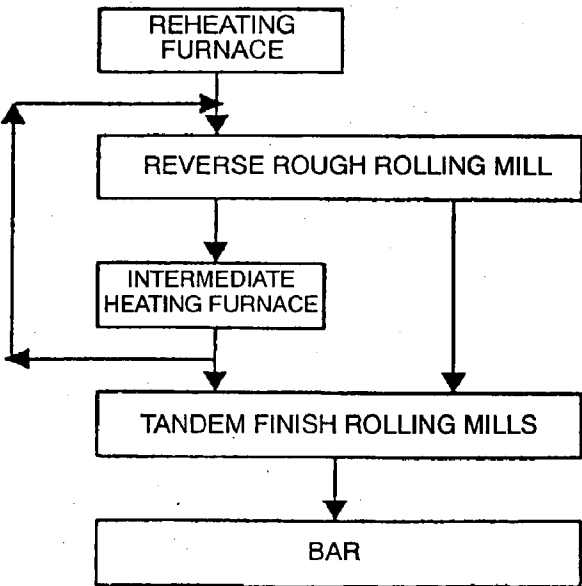 REHEATING
FURNACE
REVERSE ROUGH ROLLING MILL
INTERMEDIATE
HEATING FURNACE
TANDEM FINISH ROLLING MILLS
BAR